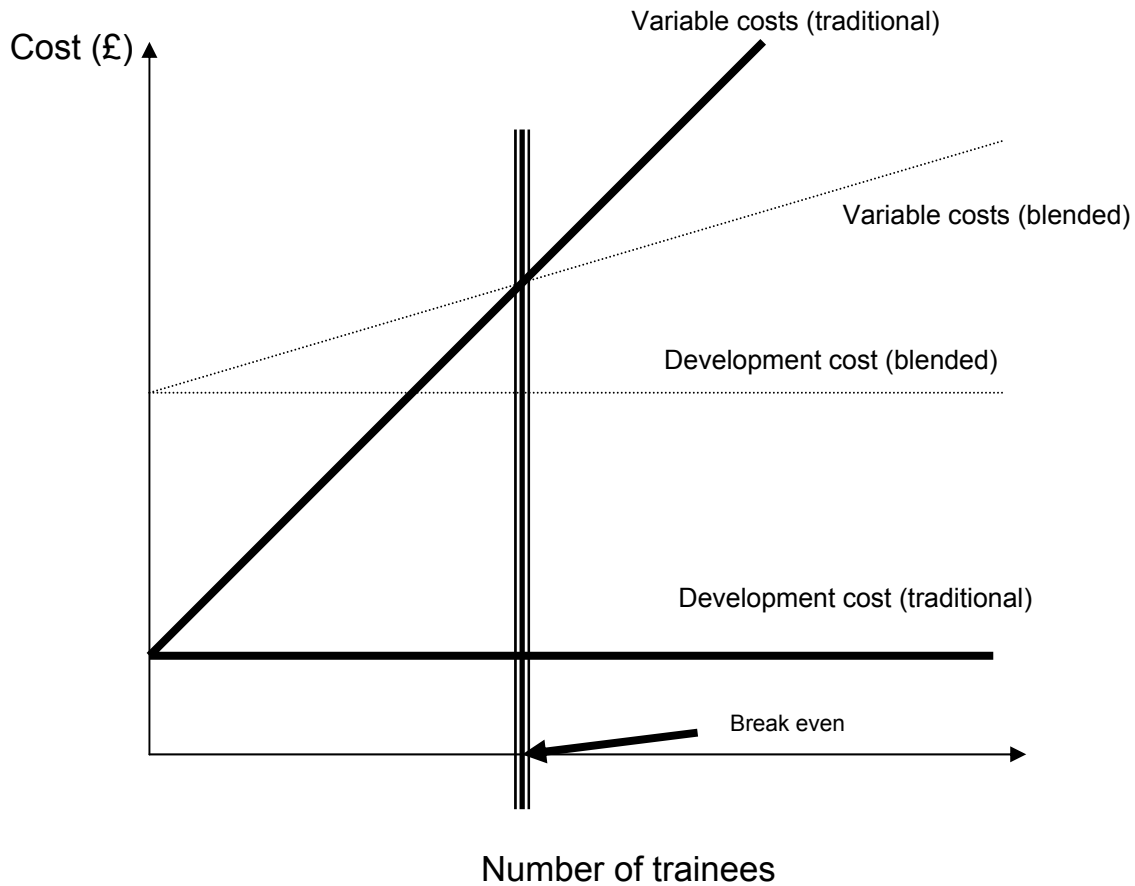 Variable costs (traditional)
Cost (£)
Variable costs (blended)
Development cost (blended)
Development cost (traditional)
Break even
Number of trainees